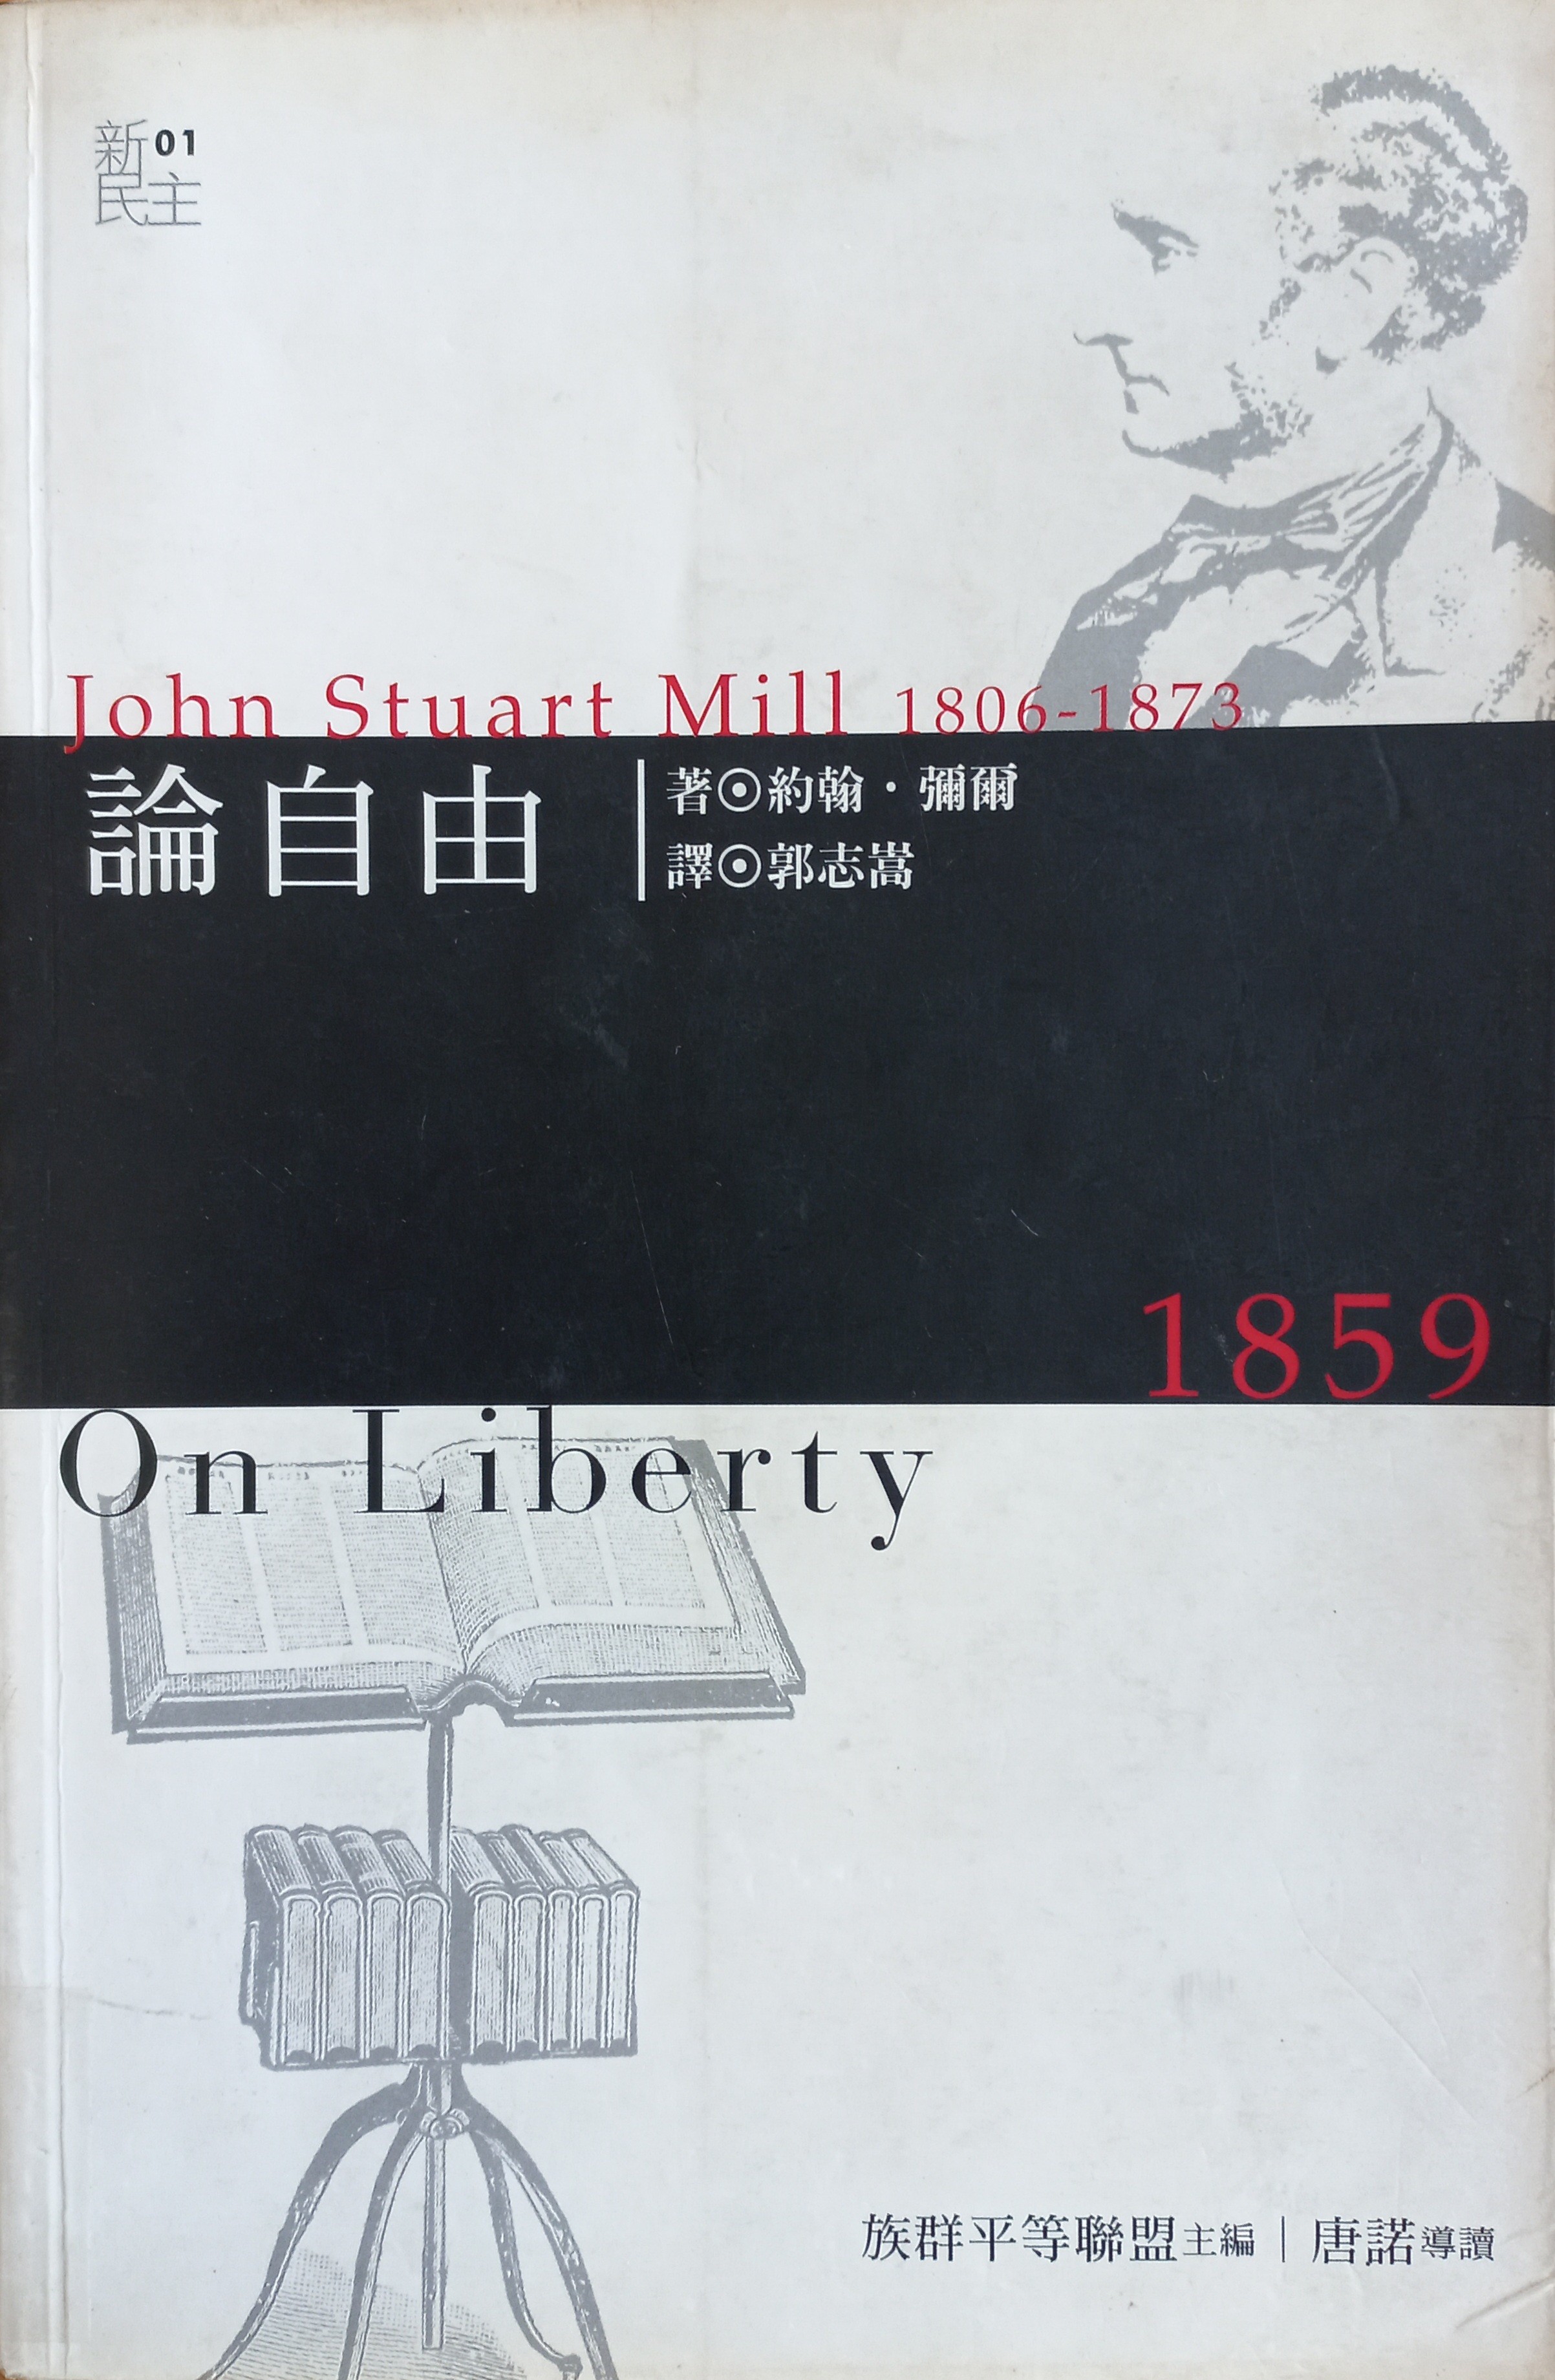 新01
民主
John Stuart Mill 1806-1873
論自由
著⊙約翰・彌爾
譯⊙郭志嵩
1859
On Liberty
族群平等聯盟主編｜唐諾導讀